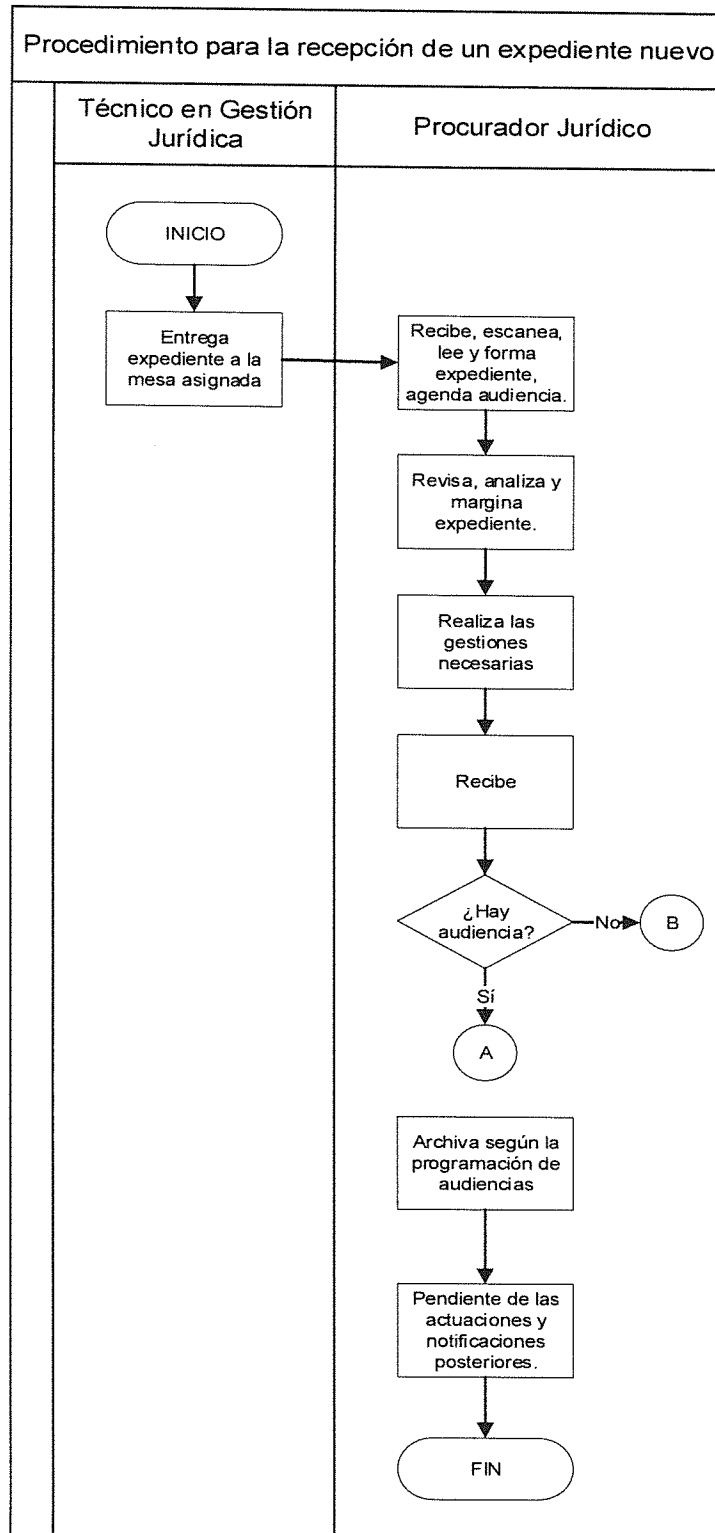 Procedimiento para la recepción de un expediente nuevo
Técnico en Gestión
Jurídica
Procurador Jurídico
INICIO
Entrega
expediente a la
mesa asignada
Recibe, escanea,
lee y forma
expediente,
agenda audiencia.
Revisa, analiza y
margina
expediente.
Realiza las
gestiones
necesarias
Recibe
¿Hay
audiencia?
No
B
Sí
A
Archiva según la
programación de
audiencias
Pendiente de las
actuaciones y
notificaciones
posteriores.
FIN